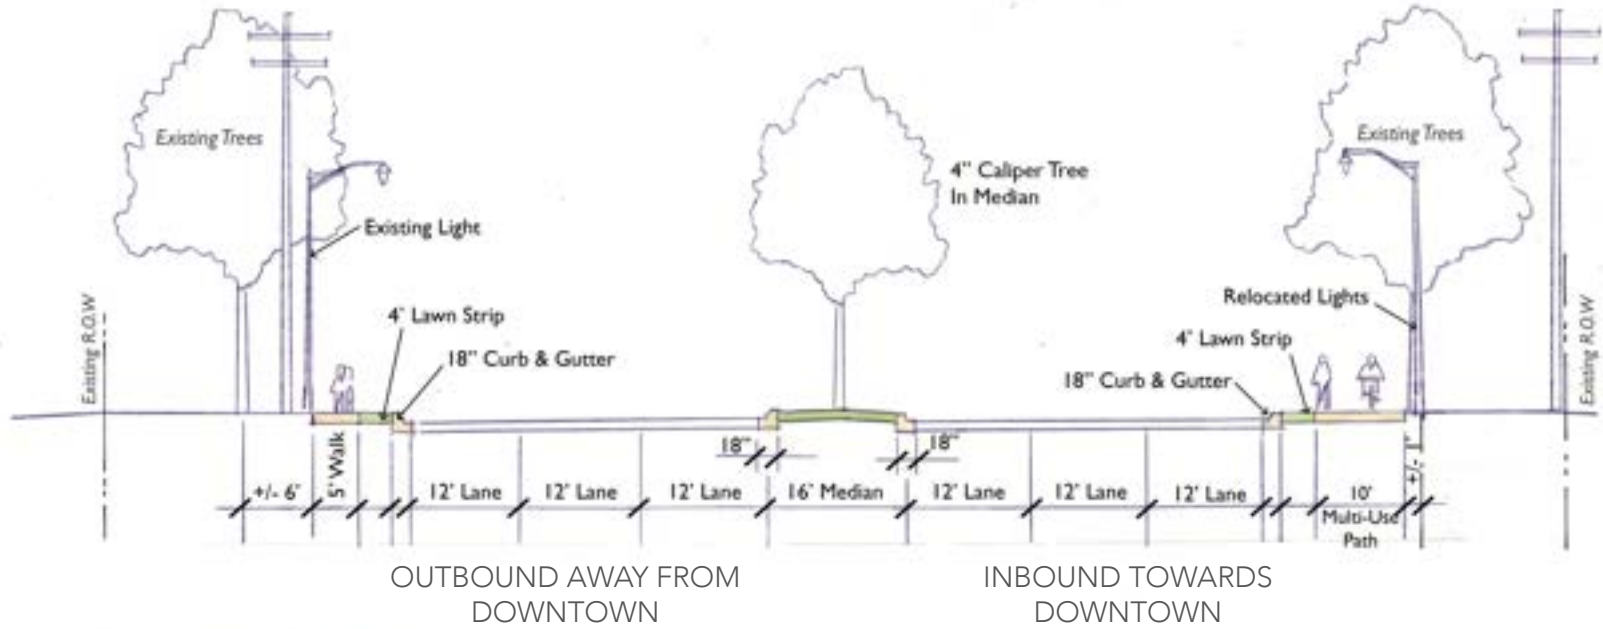 Existing Trees
Existing Trees
4" Caliper Tree
In Median
Existing Light
Relocated Lights
Existing R.O.W
Existing R.O.W
4' Lawn Strip
4' Lawn Strip
18" Curb & Gutter
18" Curb & Gutter
18"
18"
+/- 6'
5' Walk
12' Lane
12' Lane
12' Lane
16' Median
12' Lane
12' Lane
12' Lane
10'
Multi-Use
Path
+/- 1'
OUTBOUND AWAY FROM
DOWNTOWN
INBOUND TOWARDS
DOWNTOWN